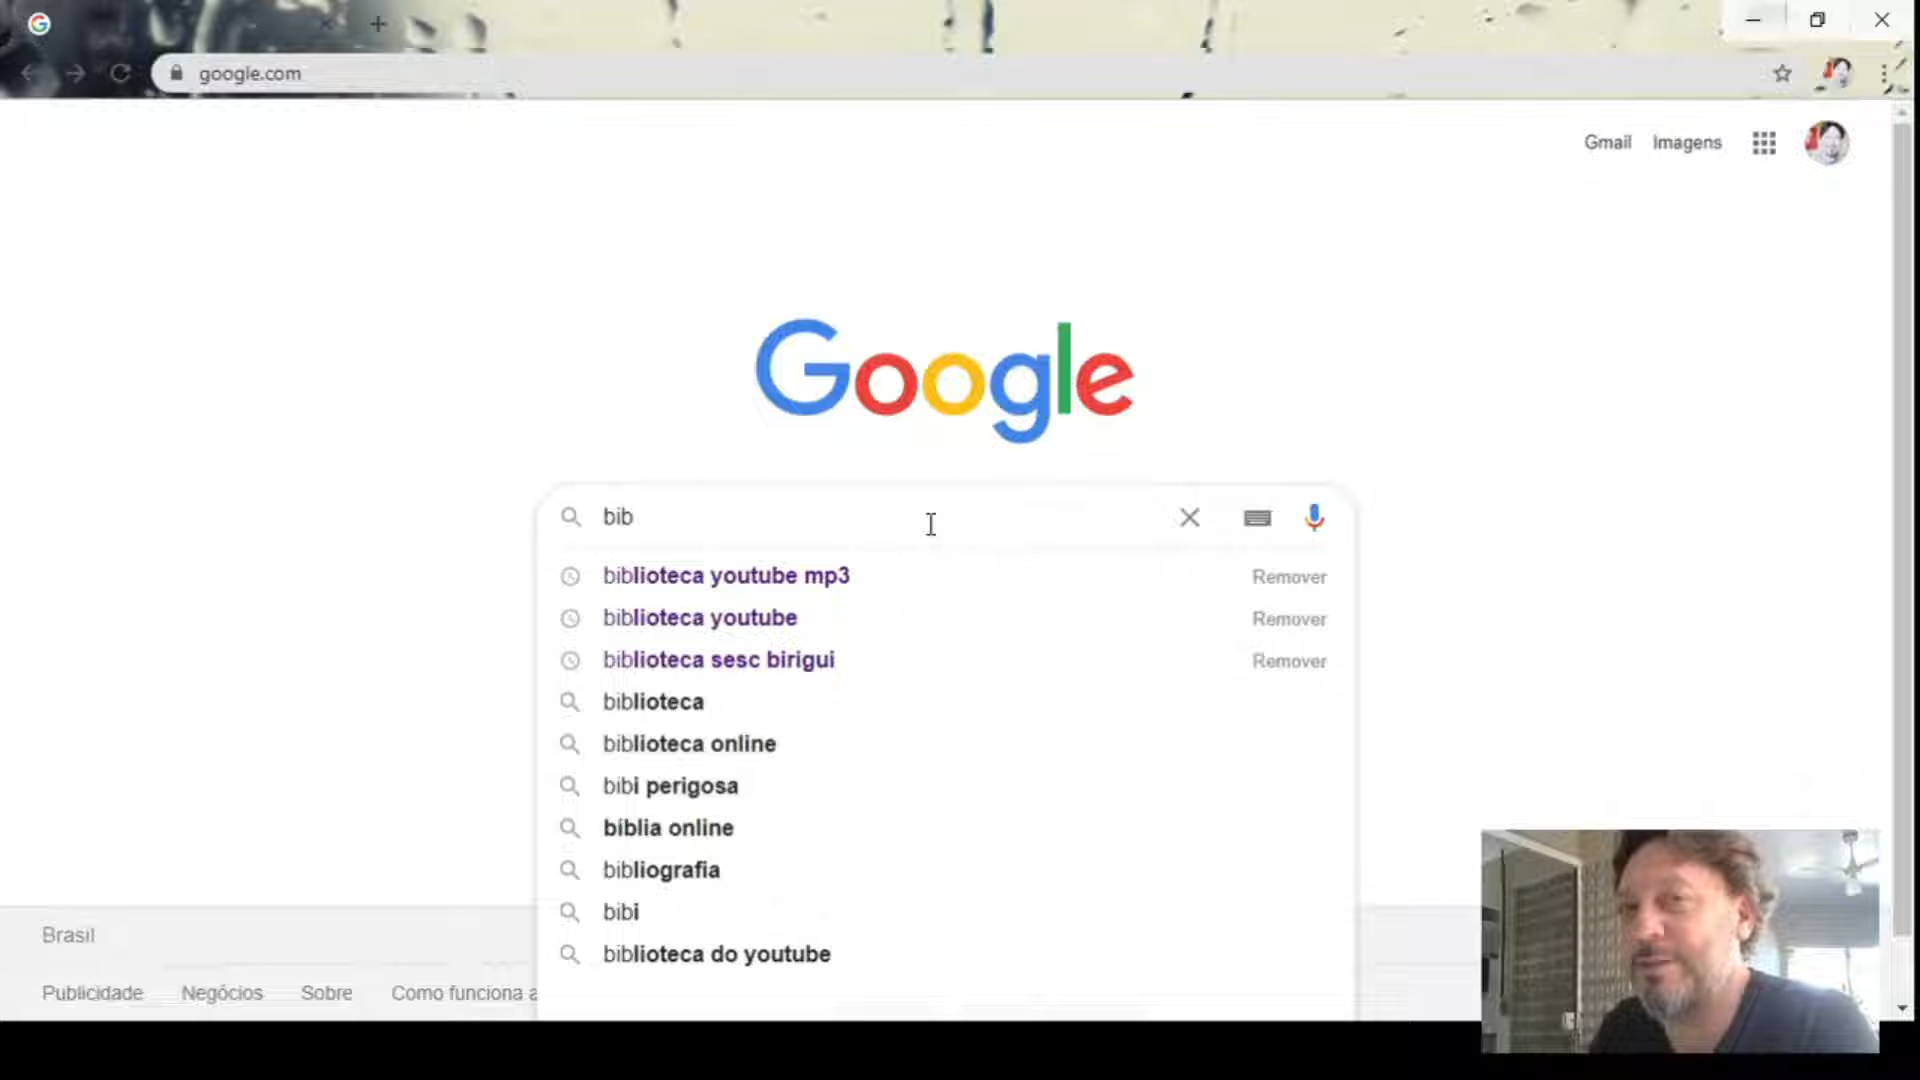 google.com
Gmail Imagens
Google
bib
biblioteca youtube mp3 Remover
biblioteca youtube Remover
biblioteca sesc birigui Remover
biblioteca
biblioteca online
bibi perigosa
bíblia online
bibliografia
bibi
biblioteca do youtube
Brasil
Publicidade Negócios Sobre Como funciona a